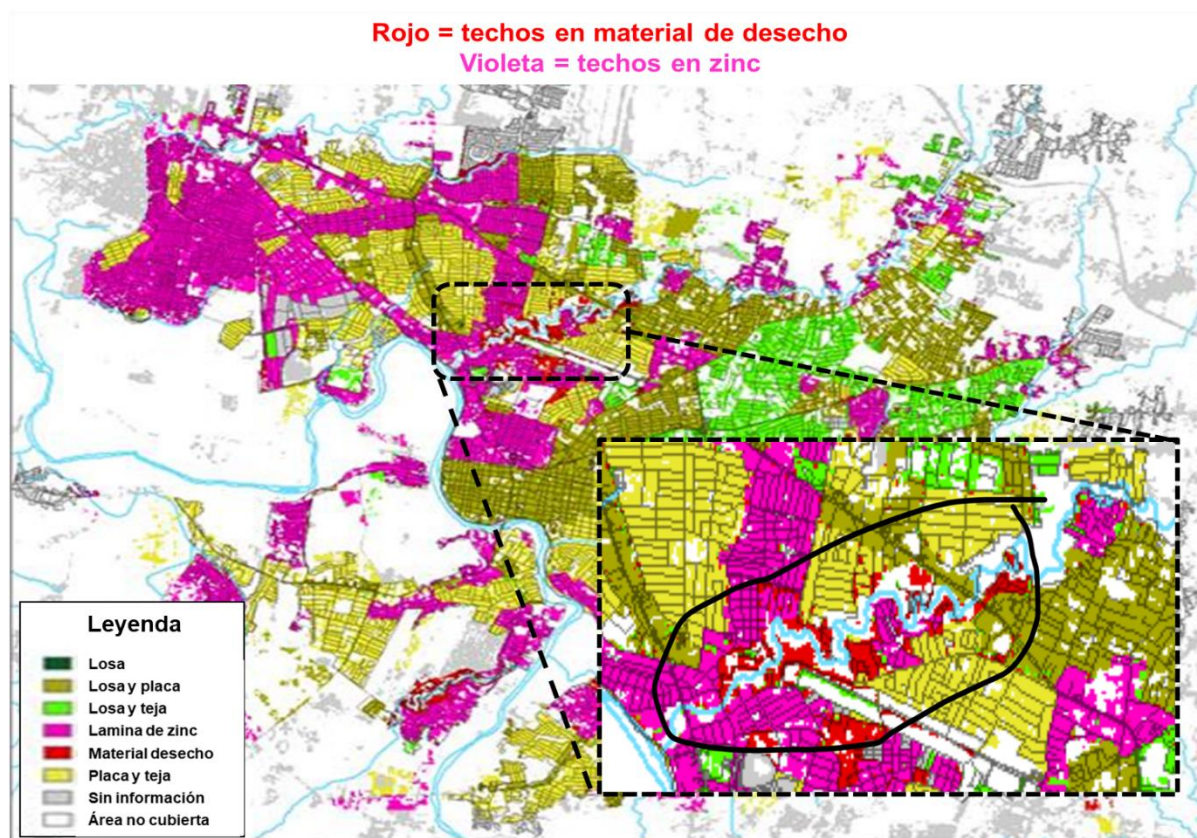 Rojo = techos en material de desecho
Violeta = techos en zinc
Leyenda
Losa
Losa y placa
Losa y teja
Lamina de zinc
Material desecho
Placa y teja
Sin información
Área no cubierta